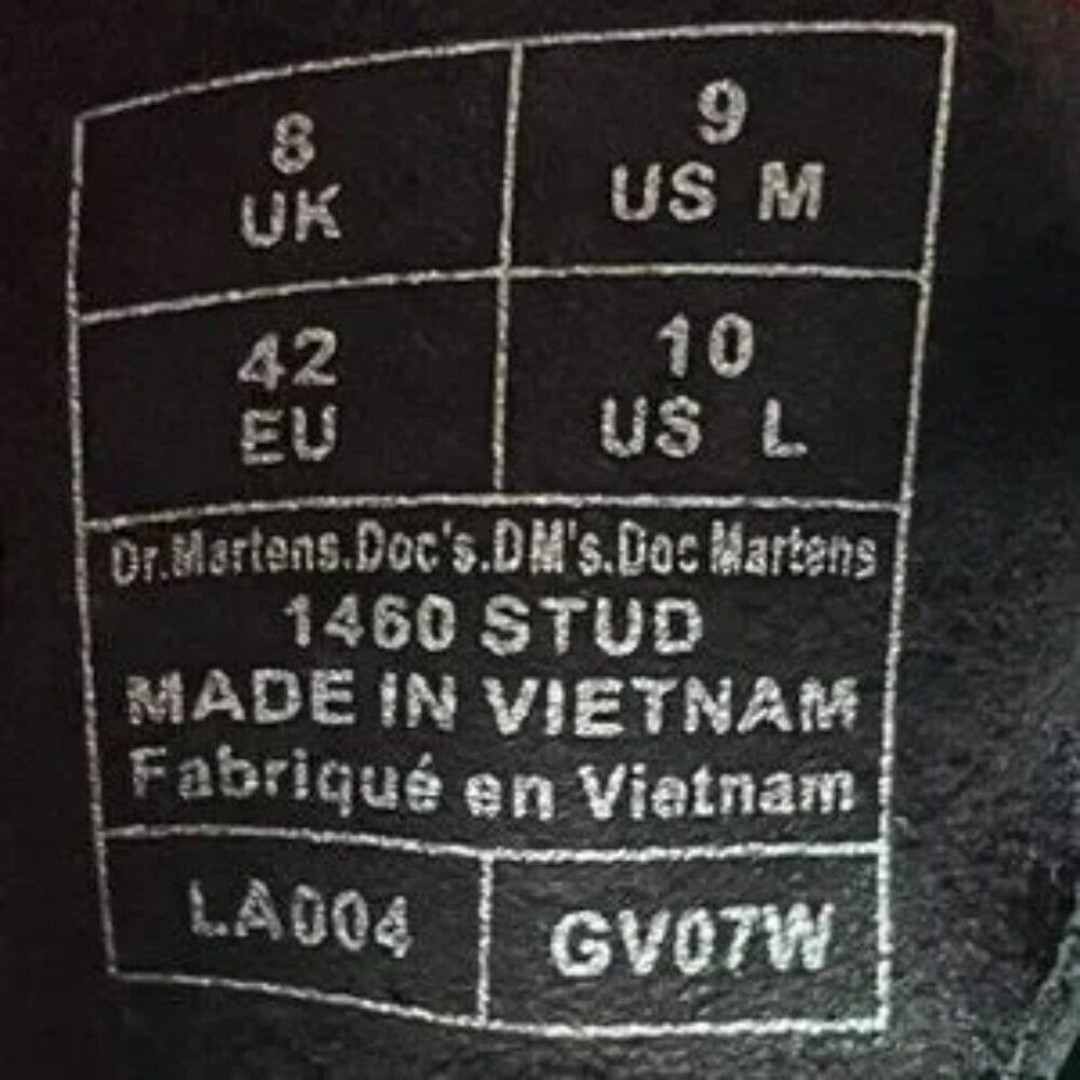 8
UK
9
US M
42
EU
10
US L
Dr.Martens.Doc's.DM's.Doc Martens
1460 STUD
MADE IN VIETNAM
Fabriqué en Vietnam
LA004
GV07W